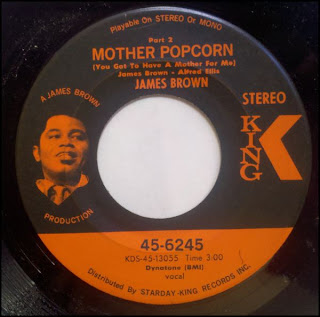 Playable On STEREO Or MONO
Part 2
MOTHER POPCORN
(You Got To Have A Mother For Me)
James Brown - Alfred Ellis
JAMES BROWN
A JAMES BROWN
PRODUCTION
STEREO
KING
K
45-6245
KDS-45-13055 Time 3:00
Dynatone (BMI)
vocal
Distributed By STARDAY-KING RECORDS, INC.